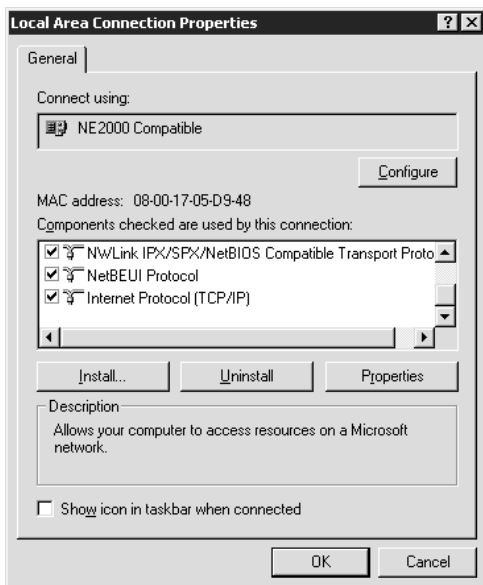 Local Area Connection Properties
General
Connect using:
NE2000 Compatible
Configure
MAC address: 08-00-17-05-D9-48
Components checked are used by this connection:
NWLink IPX/SPX/NetBIOS Compatible Transport Proto
NetBEUI Protocol
Internet Protocol (TCP/IP)
Install... Uninstall Properties
Description
Allows your computer to access resources on a Microsoft
network.
Show icon in taskbar when connected
OK Cancel